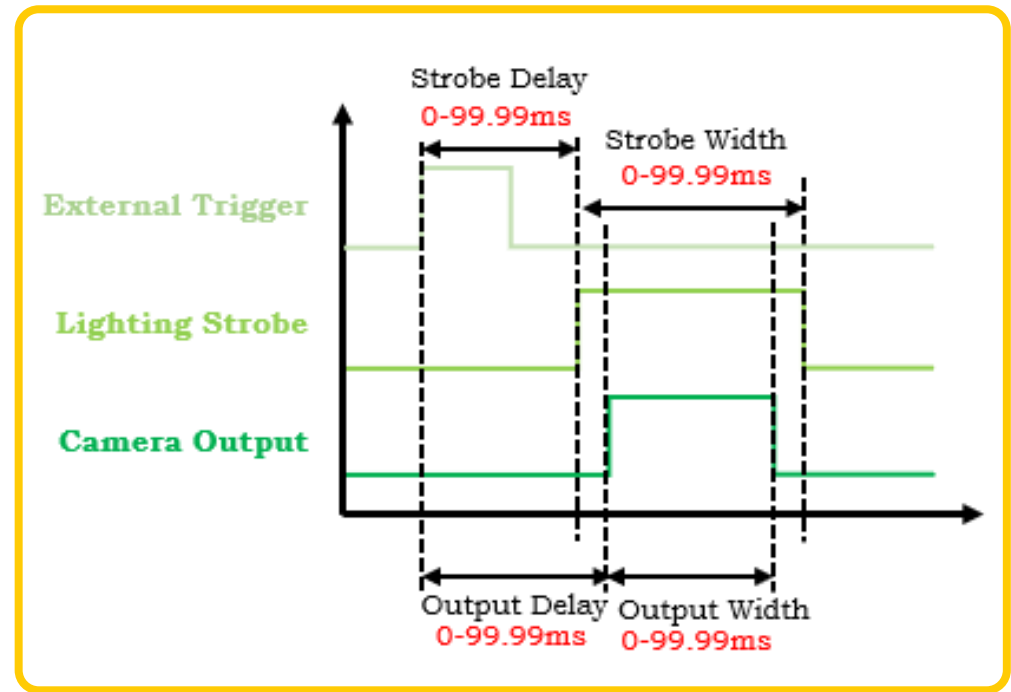 Strobe Delay
0-99.99ms
Strobe Width
0-99.99ms
External Trigger
Lighting Strobe
Camera Output
Output Delay
0-99.99ms
Output Width
0-99.99ms